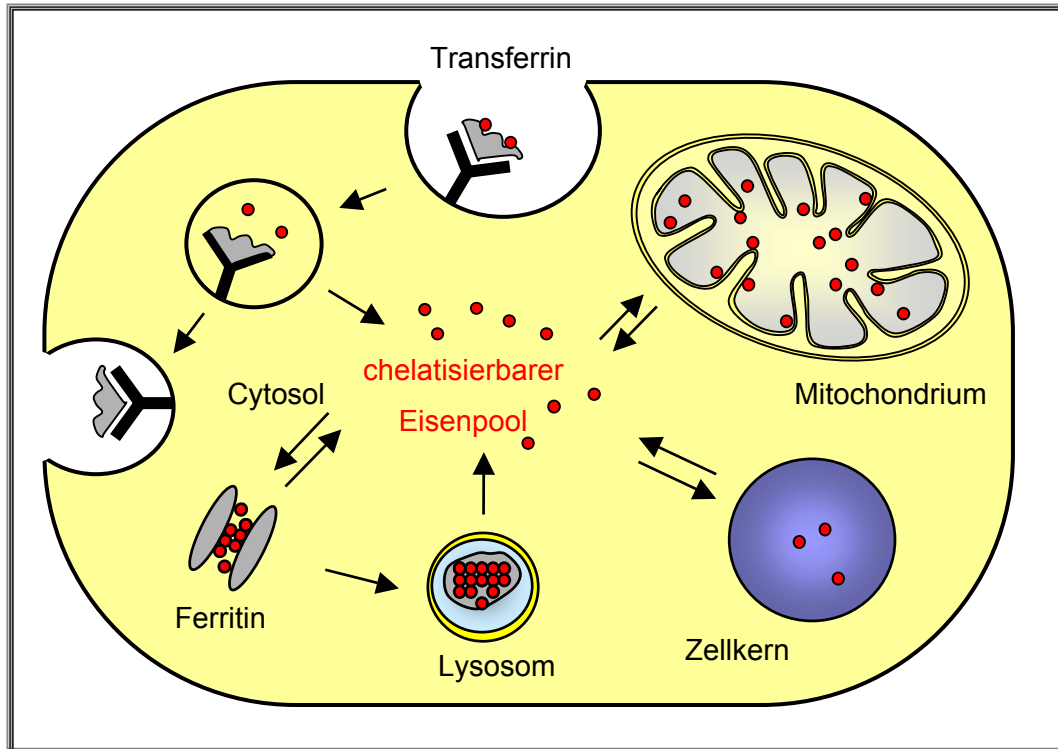 Transferrin
chelatisierbarer
Eisenpool
Cytosol
Mitochondrium
Ferritin
Lysosom
Zellkern